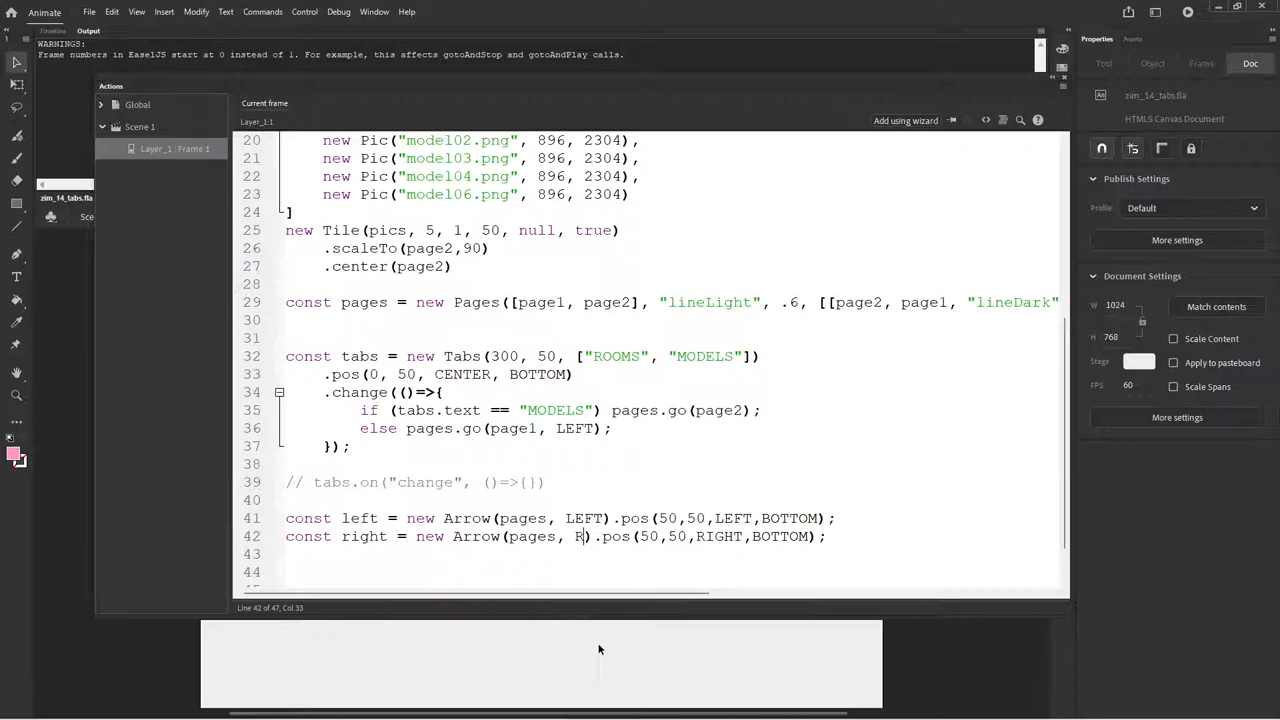 Animate
File Edit View Insert Modify Text Commands Control Debug Window Help
Timeline Output
WARNINGS:
Frame numbers in EaselJS start at 0 instead of 1. For example, this affects gotoAndStop and gotoAndPlay calls.
Actions
Global
Scene 1
Layer_1 : Frame 1
zim_14_tabs.fla
Sce
Current frame
Layer_1:1
Add using wizard
20 new Pic("model02.png", 896, 2304),
21 new Pic("model03.png", 896, 2304),
22 new Pic("model04.png", 896, 2304),
23 new Pic("model06.png", 896, 2304)
24 ]
25 new Tile(pics, 5, 1, 50, null, true)
26 .scaleTo(page2,90)
27 .center(page2)
28
29 const pages = new Pages([page1, page2], "lineLight", .6, [[page2, page1, "lineDark"
30
31
32 const tabs = new Tabs(300, 50, ["ROOMS", "MODELS"])
33 .pos(0, 50, CENTER, BOTTOM)
34 .change(()=>{
35 if (tabs.text == "MODELS") pages.go(page2);
36 else pages.go(page1, LEFT);
37 });
38
39 // tabs.on("change", ()=>{})
40
41 const left = new Arrow(pages, LEFT).pos(50,50,LEFT,BOTTOM);
42 const right = new Arrow(pages, R).pos(50,50,RIGHT,BOTTOM);
43
44
45
Line 42 of 47, Col 33
Properties Assets
Tool Object Frame Doc
An zim_14_tabs.fla
HTML5 Canvas Document
Publish Settings
Profile Default
More settings
Document Settings
W 1024 Match contents
H 768 Scale Content
Stage Apply to pasteboard
FPS 60 Scale Spans
More settings